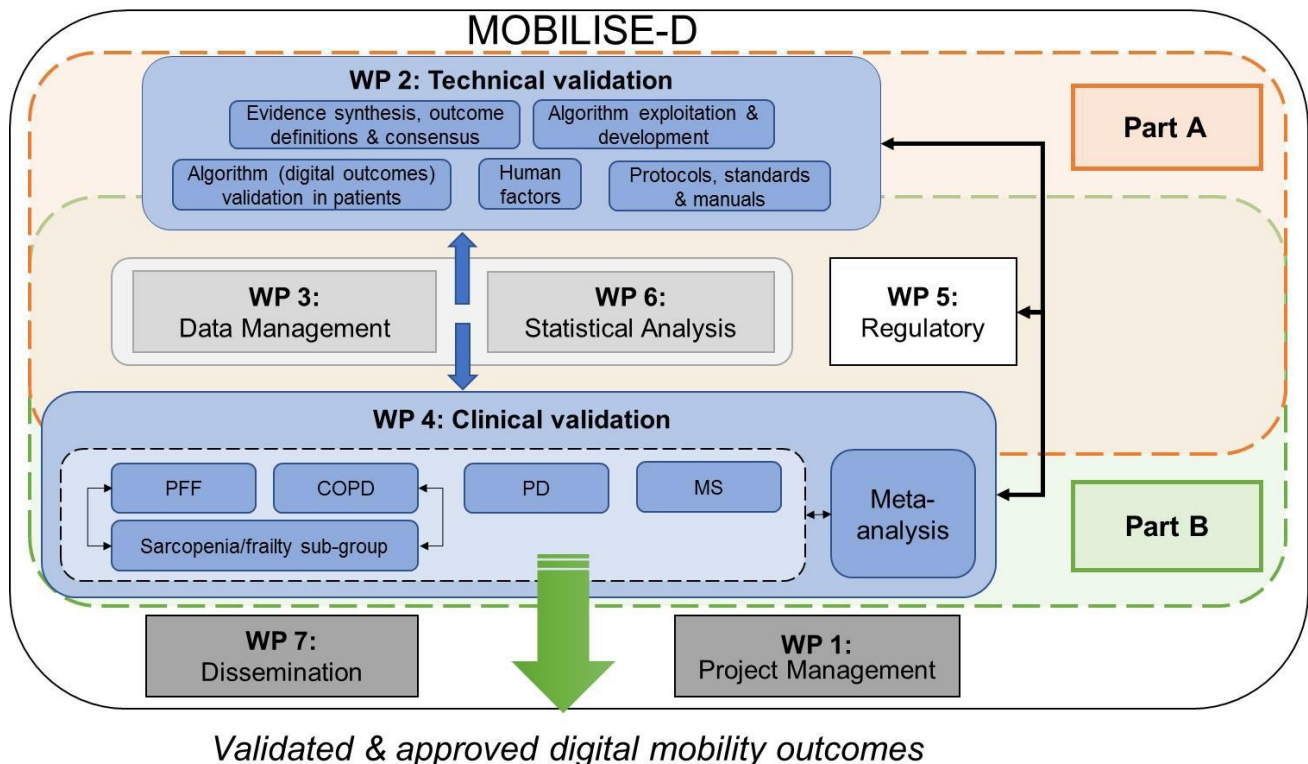 MOBILISE-D
WP 2: Technical validation
Evidence synthesis, outcome
definitions & consensus
Algorithm exploitation &
development
Algorithm (digital outcomes)
validation in patients
Human
factors
Protocols, standards
& manuals
Part A
WP 3:
Data Management
WP 6:
Statistical Analysis
WP 5:
Regulatory
WP 4: Clinical validation
PFF
COPD
PD
MS
Sarcopenia/frailty sub-group
Meta-
analysis
Part B
WP 7:
Dissemination
WP 1:
Project Management
Validated & approved digital mobility outcomes